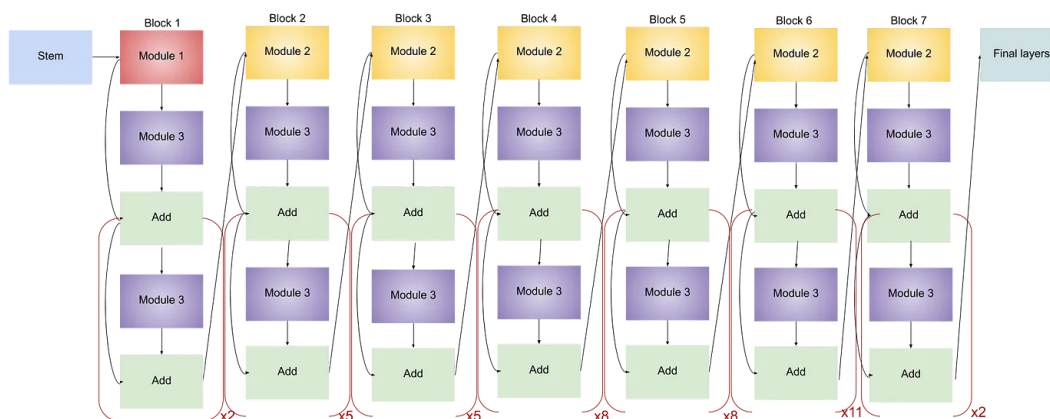 Block 1
Block 2
Block 3
Block 4
Block 5
Block 6
Block 7
Stem
Module 1
Module 2
Module 2
Module 2
Module 2
Module 2
Module 2
Final layers
Module 3
Module 3
Module 3
Module 3
Module 3
Module 3
Module 3
Add
Add
Add
Add
Add
Add
Add
Module 3
Module 3
Module 3
Module 3
Module 3
Module 3
Module 3
Add
Add
Add
Add
Add
Add
Add
x2
x5
x5
x8
x8
x11
x2